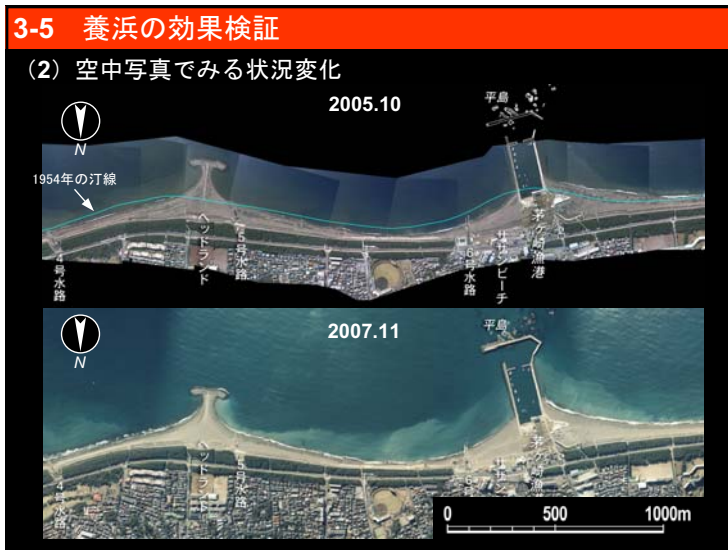 3-5 養浜の効果検証
（2）空中写真でみる状況変化
2005.10
平島
N
1954年の汀線
4号水路
ヘッドランド
5号水路
6号水路
サザンビーチ
茅ヶ崎漁港
2007.11
平島
N
4号水路
ヘッドランド
5号水路
茅ヶ崎漁港
0 500 1000m